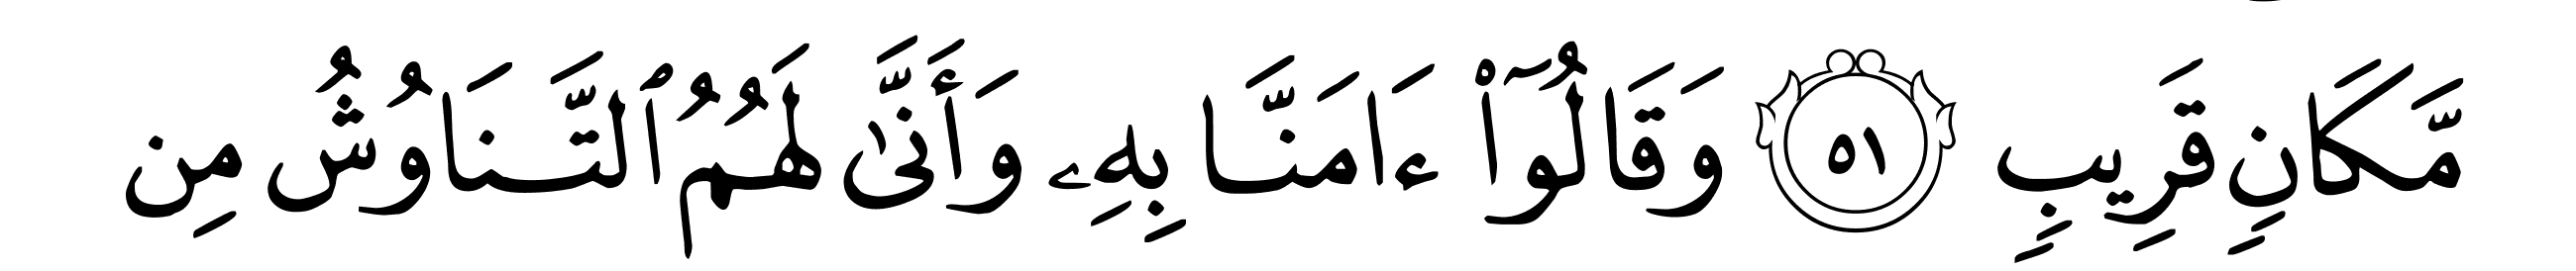 مَّكَانٍ قَرِيبٍ ٥١ وَقَالُوٓا۟ ءَامَنَّا بِهِۦ وَأَنَّىٰ لَهُمُ ٱلتَّنَاوُشُ مِن